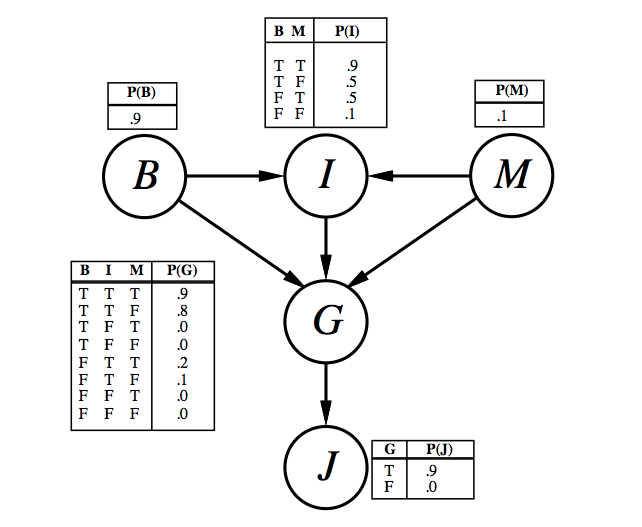 B M P(I)
T T .9
T F .5
F T .5
F F .1
P(B)
.9
P(M)
.1
B
I
M
B I M P(G)
T T T .9
T T F .8
T F T .0
T F F .0
F T T .2
F T F .1
F F T .0
F F F .0
G
J
G P(J)
T .9
F .0